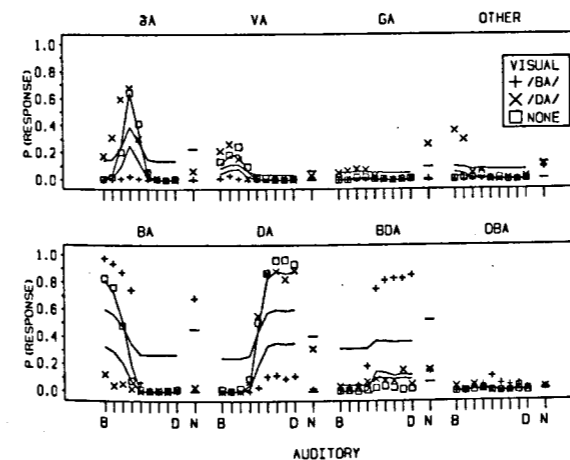 ƏA VA GA OTHER
P(RESPONSE)
1.0
0.8
0.6
0.4
0.2
0.0
VISUAL
+ /BA/
× /DA/
□ NONE
BA DA BDA DBA
P(RESPONSE)
1.0
0.8
0.6
0.4
0.2
0.0
B D N B D N B D N B D N
AUDITORY